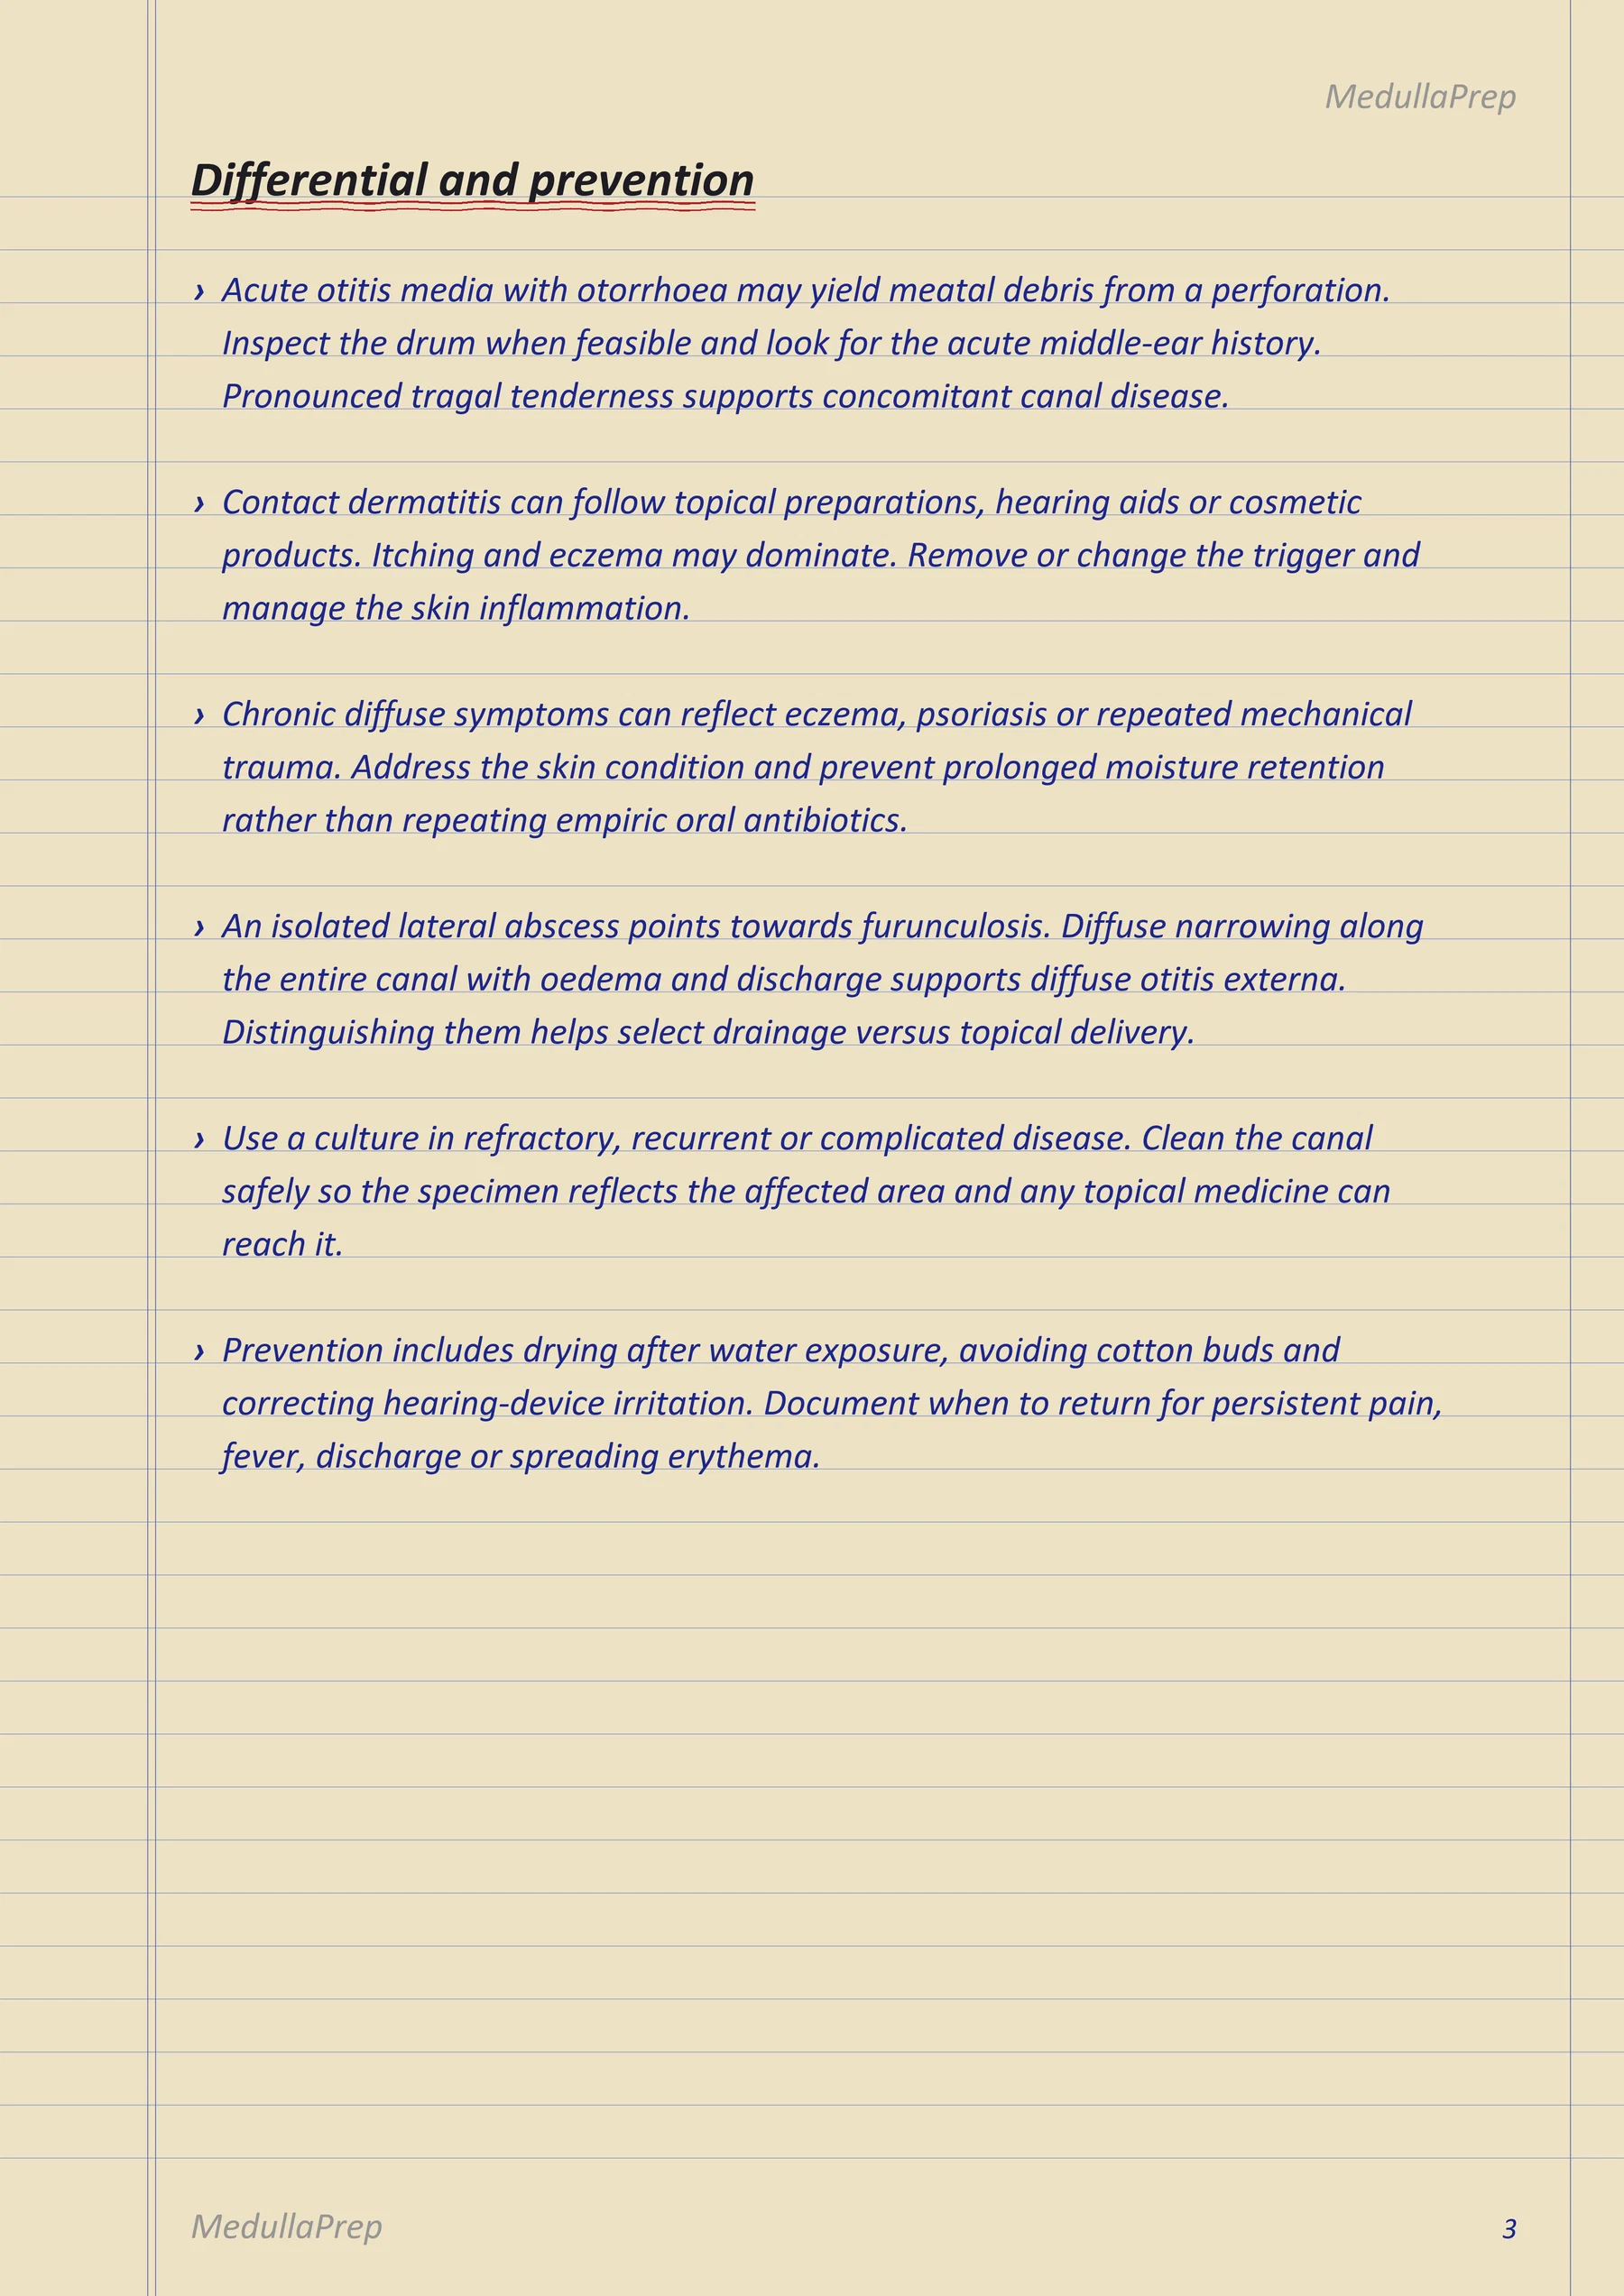 MedullaPrep
Differential and prevention
› Acute otitis media with otorrhoea may yield meatal debris from a perforation.
Inspect the drum when feasible and look for the acute middle-ear history.
Pronounced tragal tenderness supports concomitant canal disease.
› Contact dermatitis can follow topical preparations, hearing aids or cosmetic
products. Itching and eczema may dominate. Remove or change the trigger and
manage the skin inflammation.
› Chronic diffuse symptoms can reflect eczema, psoriasis or repeated mechanical
trauma. Address the skin condition and prevent prolonged moisture retention
rather than repeating empiric oral antibiotics.
› An isolated lateral abscess points towards furunculosis. Diffuse narrowing along
the entire canal with oedema and discharge supports diffuse otitis externa.
Distinguishing them helps select drainage versus topical delivery.
› Use a culture in refractory, recurrent or complicated disease. Clean the canal
safely so the specimen reflects the affected area and any topical medicine can
reach it.
› Prevention includes drying after water exposure, avoiding cotton buds and
correcting hearing-device irritation. Document when to return for persistent pain,
fever, discharge or spreading erythema.
MedullaPrep
3